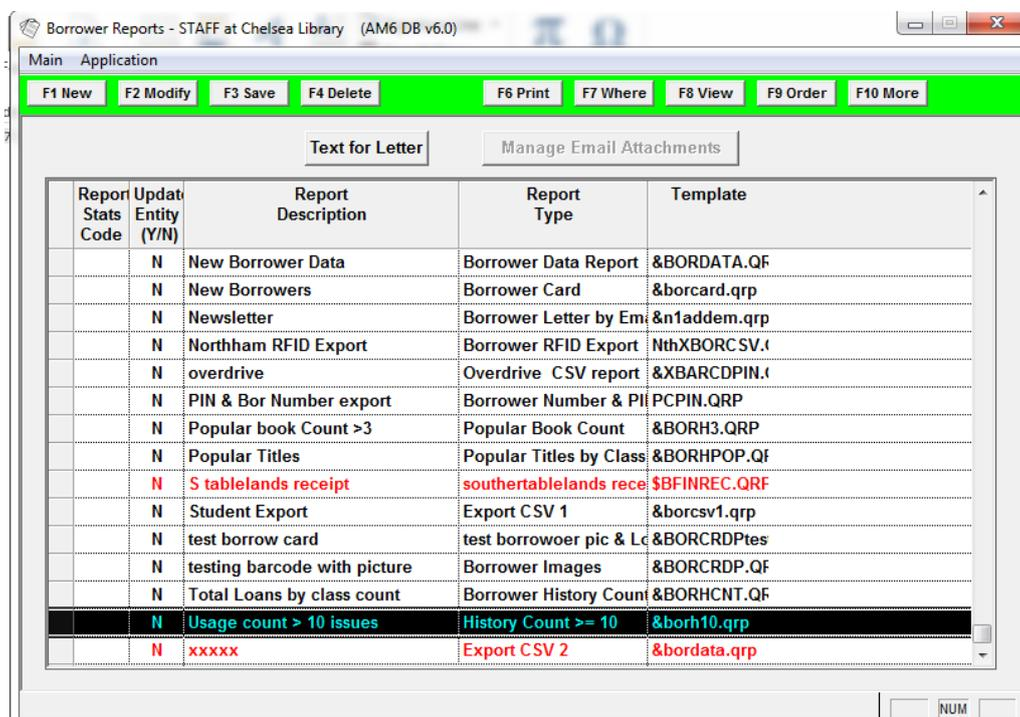 Borrower Reports - STAFF at Chelsea Library (AM6 DB v6.0)
Main Application
F1 New F2 Modify F3 Save F4 Delete F6 Print F7 Where F8 View F9 Order F10 More
Text for Letter Manage Email Attachments
Report Update Report Report Template
Stats Entity Description Type
Code (Y/N)
N New Borrower Data Borrower Data Report &BORDATA.QR
N New Borrowers Borrower Card &borcard.qrp
N Newsletter Borrower Letter by Ema &n1addem.qrp
N Northham RFID Export Borrower RFID Export NthXBORCSV.
N overdrive Overdrive CSV report &XBARCDPIN.
N PIN & Bor Number export Borrower Number & PI PCPIN.QRP
N Popular book Count >3 Popular Book Count &BORH3.QRP
N Popular Titles Popular Titles by Class &BORHPOP.Q
N S tablelands receipt southertablelands rece $BFINREC.QR
N Student Export Export CSV 1 &borcsv1.qrp
N test borrow card test borrowoer pic & Lo &BORCRDPtes
N testing barcode with picture Borrower Images &BORCRDP.QR
N Total Loans by class count Borrower History Count &BORHCNT.QR
N Usage count > 10 issues History Count >= 10 &borh10.qrp
N xxxxx Export CSV 2 &bordata.qrp
NUM